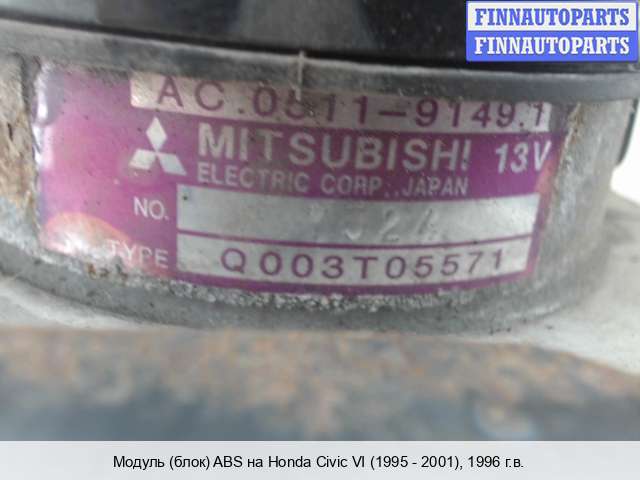 FINNAUTOPARTS
FINNAUTOPARTS
AC.0511-9149.1
MITSUBISHI 13V
ELECTRIC CORP., JAPAN
NO.
TYPE Q003T05571
Модуль (блок) ABS на Honda Civic VI (1995 - 2001), 1996 г.в.